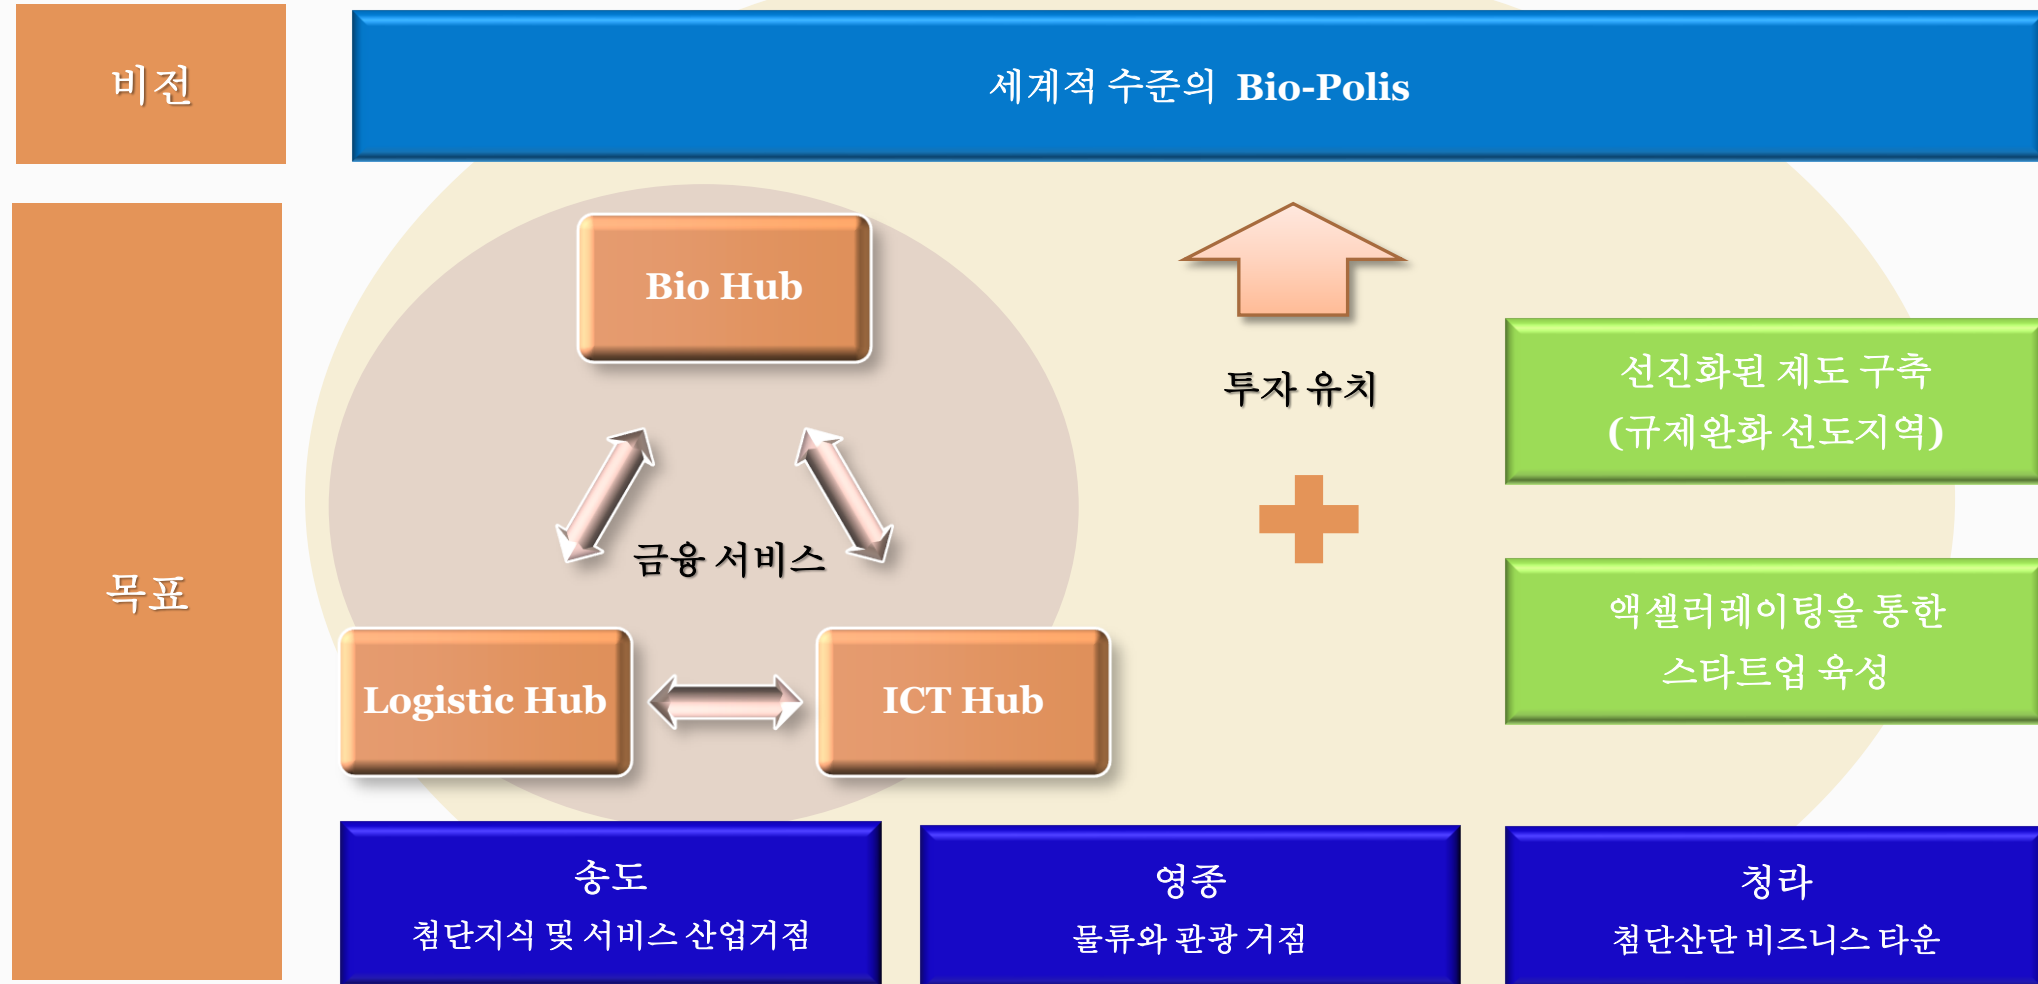 비전
세계적 수준의 Bio-Polis
목표
Bio Hub
금융 서비스
Logistic Hub
ICT Hub
투자 유치
선진화된 제도 구축
(규제완화 선도지역)
액셀러레이팅을 통한
스타트업 육성
송도
첨단지식 및 서비스 산업거점
영종
물류와 관광 거점
청라
첨단산단 비즈니스 타운